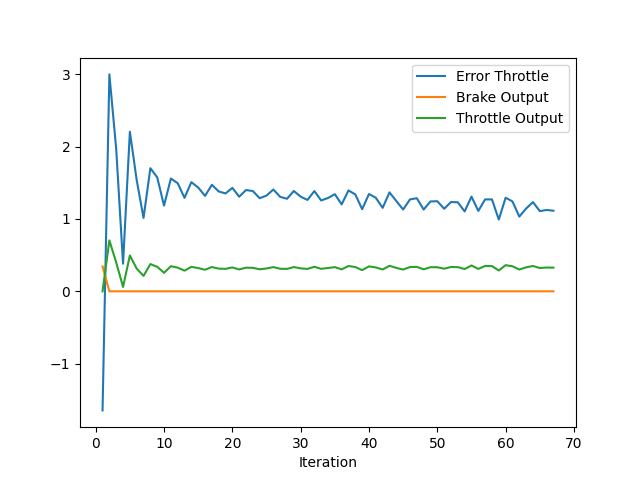 Error Throttle
Brake Output
Throttle Output
3
2
1
0
−1
0 10 20 30 40 50 60 70
Iteration